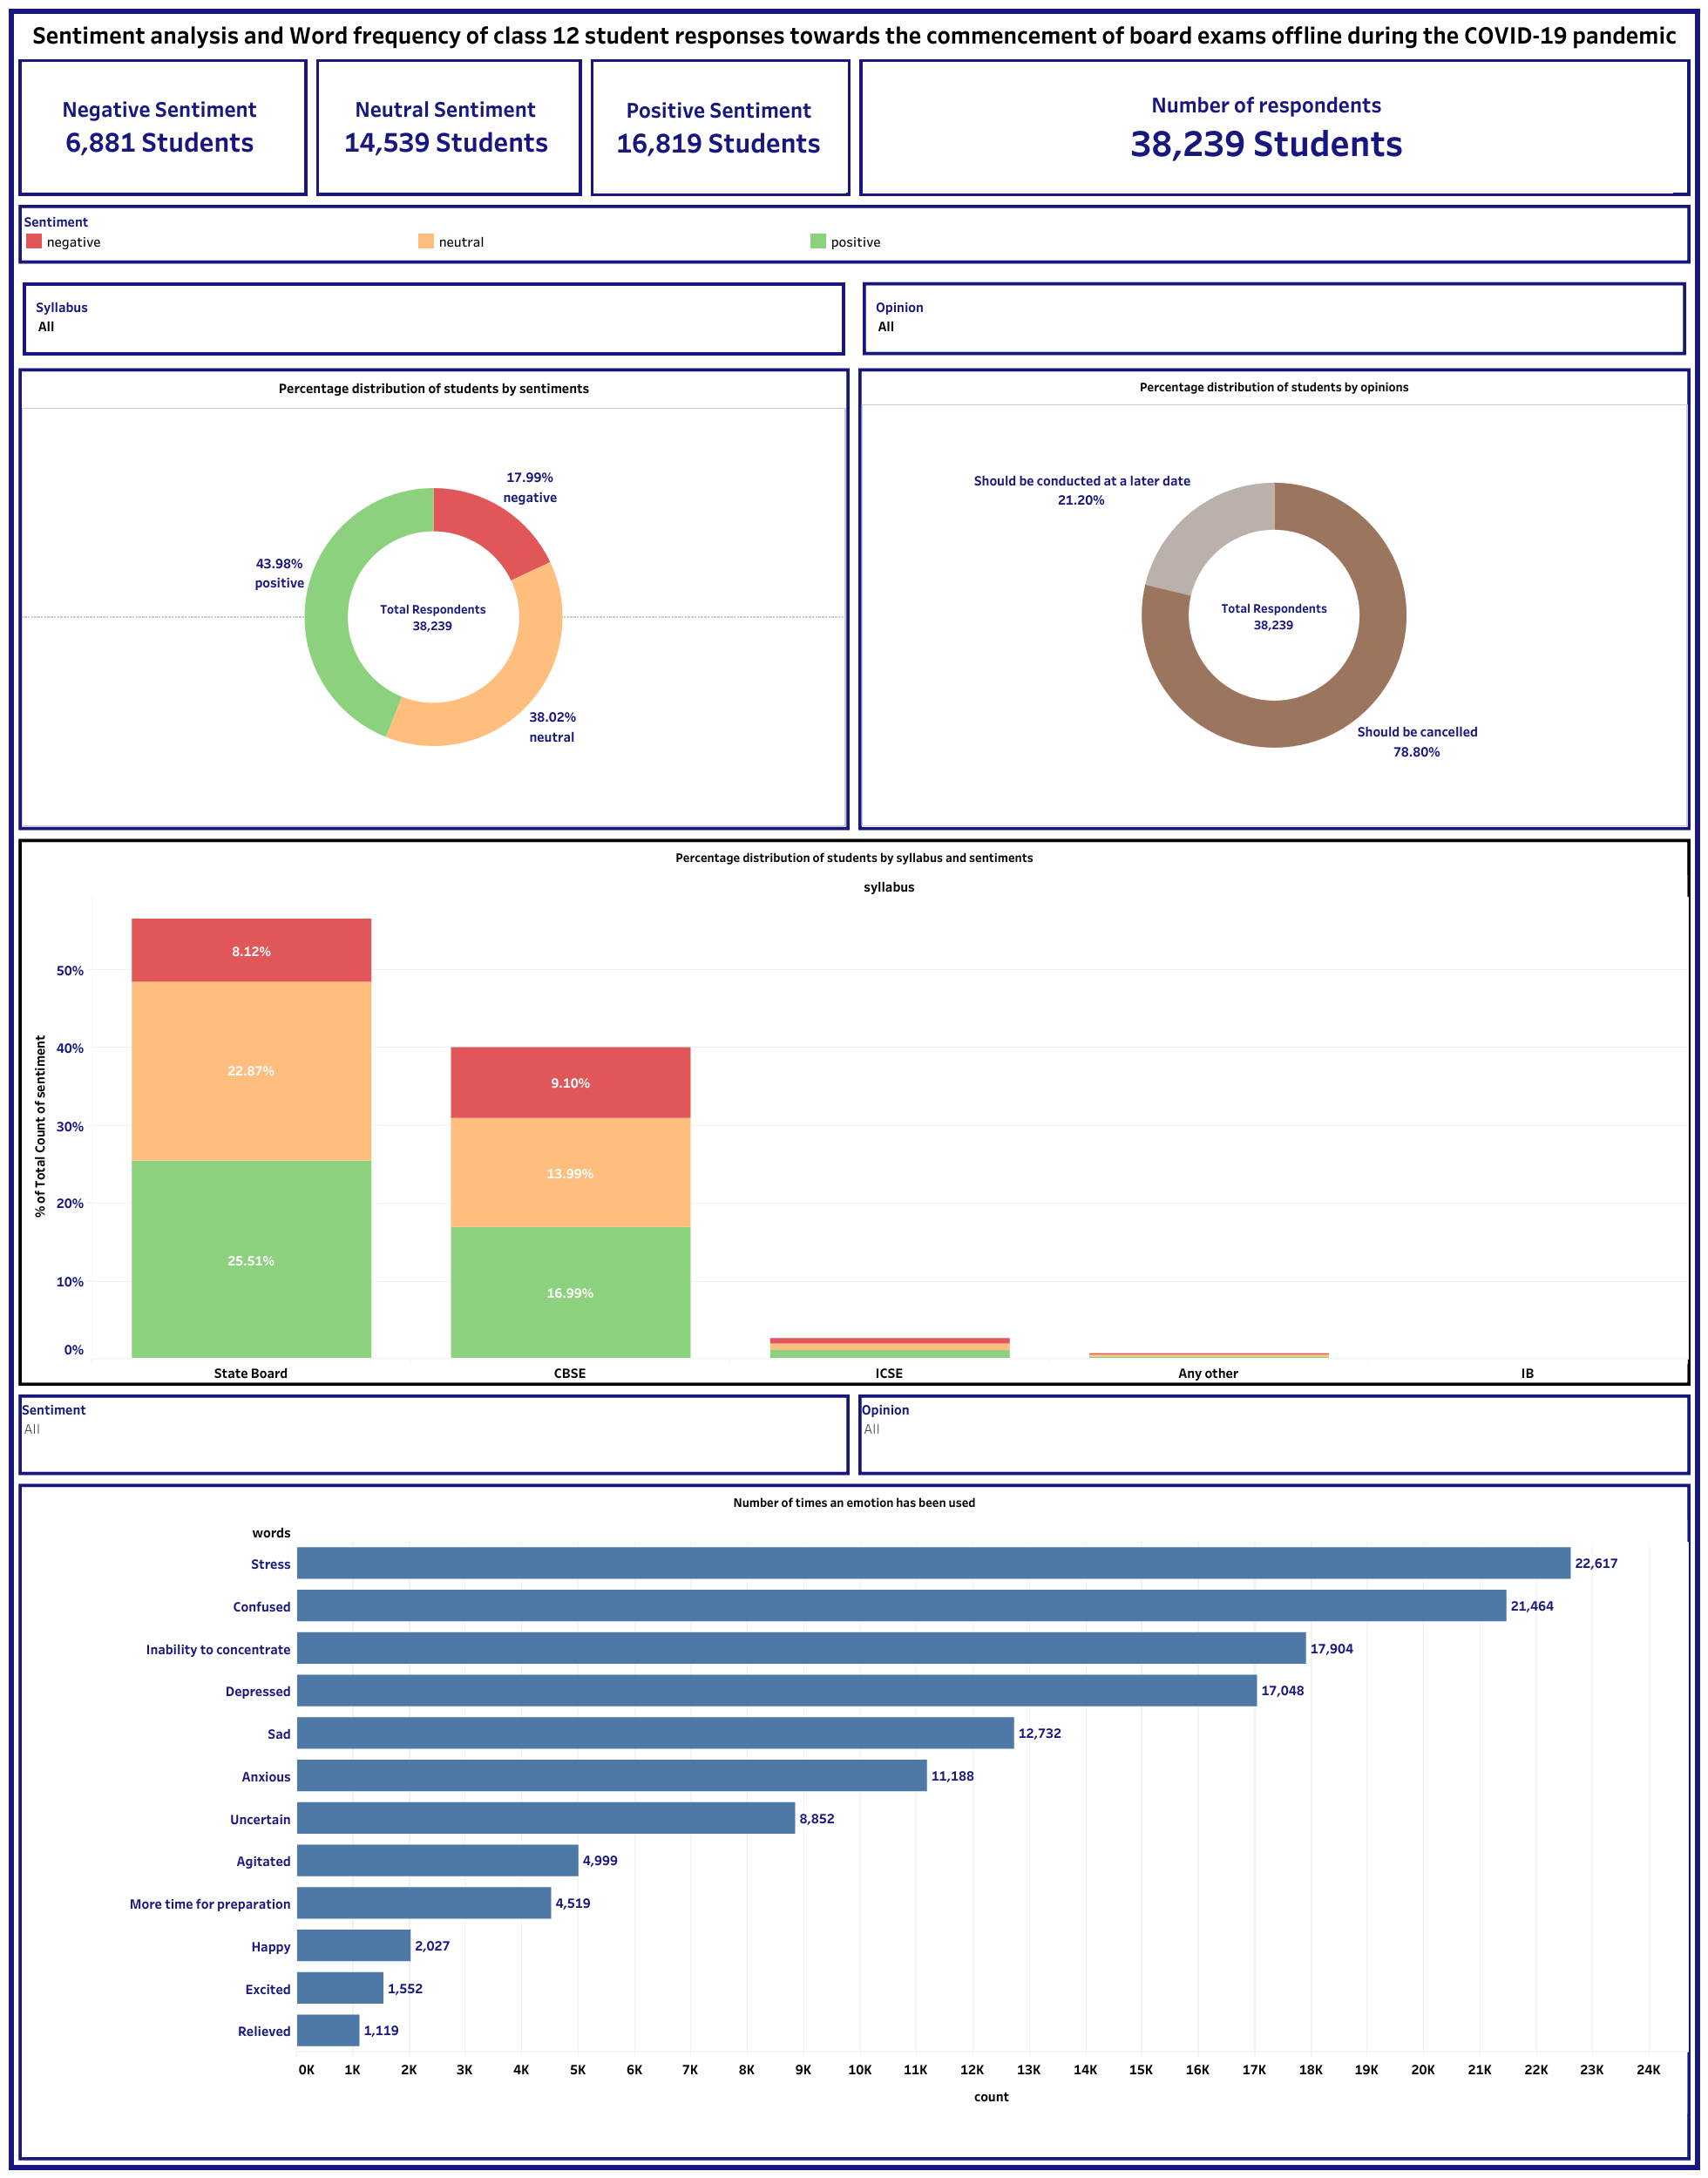 Sentiment analysis and Word frequency of class 12 student responses towards the commencement of board exams offline during the COVID-19 pandemic
Negative Sentiment
6,881 Students
Neutral Sentiment
14,539 Students
Positive Sentiment
16,819 Students
Number of respondents
38,239 Students
Sentiment
negative
neutral
positive
Syllabus
All
Opinion
All
Percentage distribution of students by sentiments
17.99%
negative
43.98%
positive
Total Respondents
38,239
38.02%
neutral
Percentage distribution of students by opinions
Should be conducted at a later date
21.20%
Total Respondents
38,239
Should be cancelled
78.80%
Percentage distribution of students by syllabus and sentiments
syllabus
% of Total Count of sentiment
50%
40%
30%
20%
10%
0%
8.12%
22.87%
25.51%
9.10%
13.99%
16.99%
State Board
CBSE
ICSE
Any other
IB
Sentiment
All
Opinion
All
Number of times an emotion has been used
words
Stress 22,617
Confused 21,464
Inability to concentrate 17,904
Depressed 17,048
Sad 12,732
Anxious 11,188
Uncertain 8,852
Agitated 4,999
More time for preparation 4,519
Happy 2,027
Excited 1,552
Relieved 1,119
0K 1K 2K 3K 4K 5K 6K 7K 8K 9K 10K 11K 12K 13K 14K 15K 16K 17K 18K 19K 20K 21K 22K 23K 24K
count